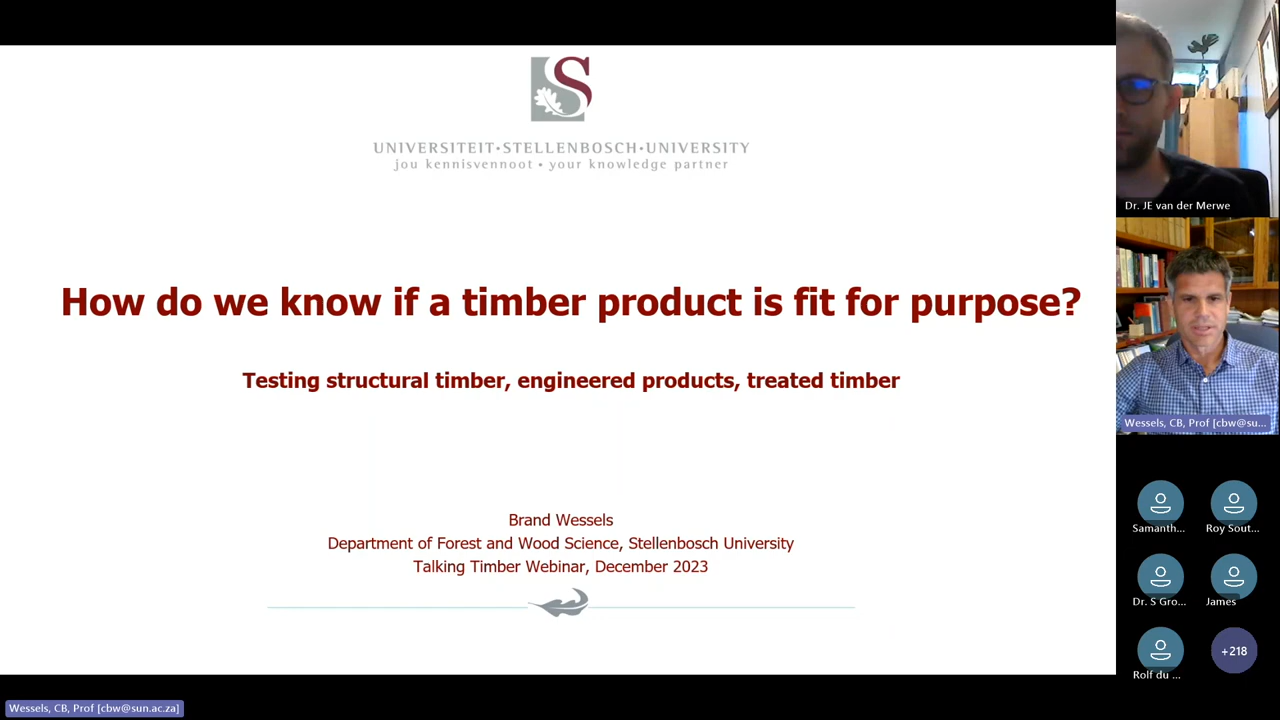 S
UNIVERSITEIT•STELLENBOSCH•UNIVERSITY
jou kennisvennoot • your knowledge partner
How do we know if a timber product is fit for purpose?
Testing structural timber, engineered products, treated timber
Brand Wessels
Department of Forest and Wood Science, Stellenbosch University
Talking Timber Webinar, December 2023
Dr. JE van der Merwe
Wessels, CB, Prof [cbw@su...
Samanth...
Roy Sout...
Dr. S Gro...
James
Rolf du ...
+218
Wessels, CB, Prof [cbw@sun.ac.za]